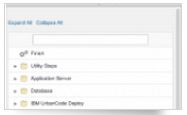 Expand All Collapse All
Finish
Utility Steps
Application Server
Database
IBM UrbanCode Deploy